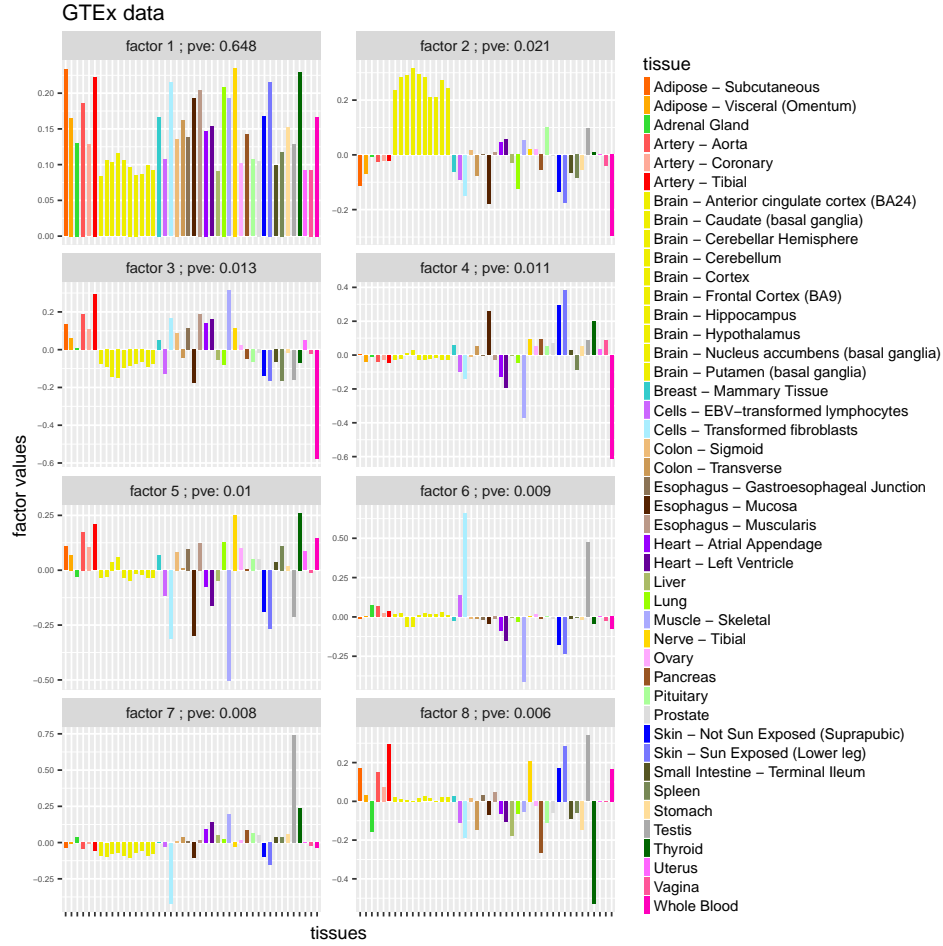 GTEx data
factor 1 ; pve: 0.648
factor 2 ; pve: 0.021
0.20
0.15
0.10
0.05
0.00
0.2
0.0
−0.2
factor 3 ; pve: 0.013
factor 4 ; pve: 0.011
0.2
0.0
−0.2
−0.4
−0.6
0.4
0.2
0.0
−0.2
−0.4
−0.6
factor 5 ; pve: 0.01
factor 6 ; pve: 0.009
0.25
0.00
−0.25
−0.50
0.50
0.25
0.00
−0.25
factor 7 ; pve: 0.008
factor 8 ; pve: 0.006
0.75
0.50
0.25
0.00
−0.25
0.4
0.2
0.0
−0.2
−0.4
factor values
tissues
tissue
Adipose − Subcutaneous
Adipose − Visceral (Omentum)
Adrenal Gland
Artery − Aorta
Artery − Coronary
Artery − Tibial
Brain − Anterior cingulate cortex (BA24)
Brain − Caudate (basal ganglia)
Brain − Cerebellar Hemisphere
Brain − Cerebellum
Brain − Cortex
Brain − Frontal Cortex (BA9)
Brain − Hippocampus
Brain − Hypothalamus
Brain − Nucleus accumbens (basal ganglia)
Brain − Putamen (basal ganglia)
Breast − Mammary Tissue
Cells − EBV−transformed lymphocytes
Cells − Transformed fibroblasts
Colon − Sigmoid
Colon − Transverse
Esophagus − Gastroesophageal Junction
Esophagus − Mucosa
Esophagus − Muscularis
Heart − Atrial Appendage
Heart − Left Ventricle
Liver
Lung
Muscle − Skeletal
Nerve − Tibial
Ovary
Pancreas
Pituitary
Prostate
Skin − Not Sun Exposed (Suprapubic)
Skin − Sun Exposed (Lower leg)
Small Intestine − Terminal Ileum
Spleen
Stomach
Testis
Thyroid
Uterus
Vagina
Whole Blood